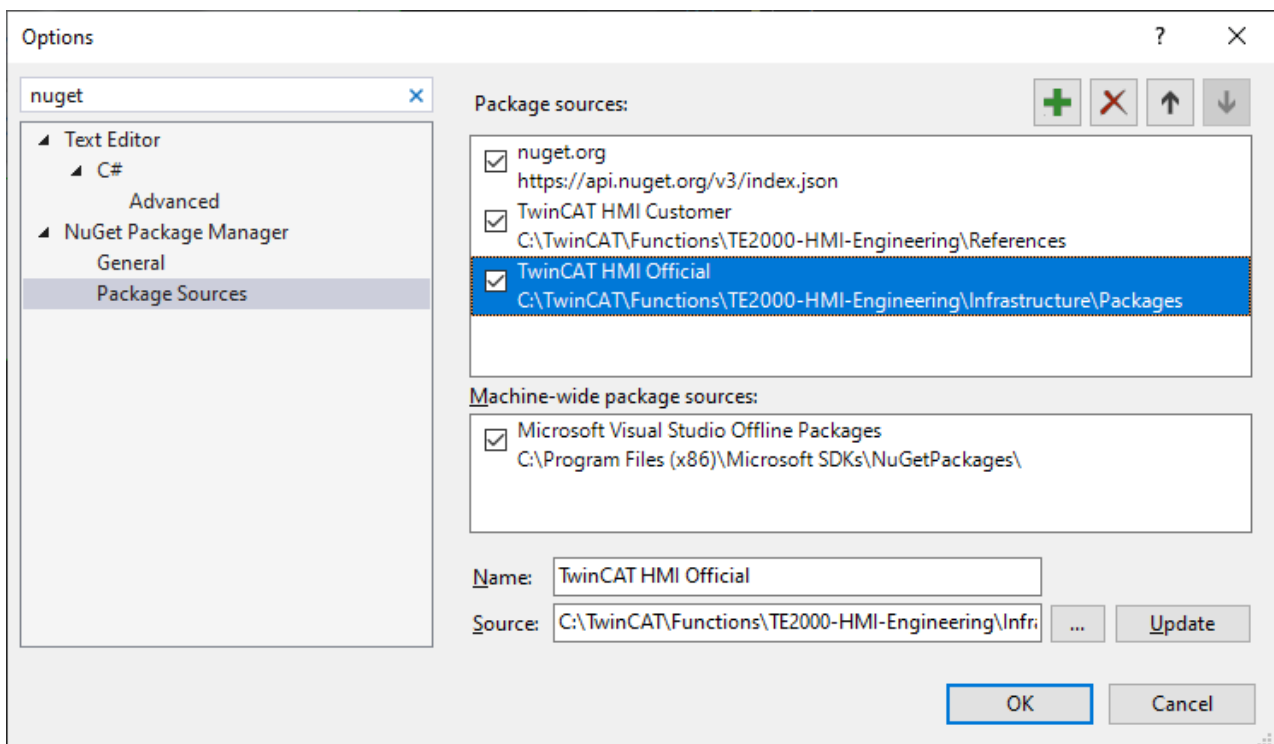 Options
?
nuget
Text Editor
C#
Advanced
NuGet Package Manager
General
Package Sources
Package sources:
nuget.org
https://api.nuget.org/v3/index.json
TwinCAT HMI Customer
C:\TwinCAT\Functions\TE2000-HMI-Engineering\References
TwinCAT HMI Official
C:\TwinCAT\Functions\TE2000-HMI-Engineering\Infrastructure\Packages
Machine-wide package sources:
Microsoft Visual Studio Offline Packages
C:\Program Files (x86)\Microsoft SDKs\NuGetPackages\
Name: TwinCAT HMI Official
Source: C:\TwinCAT\Functions\TE2000-HMI-Engineering\Infra ... Update
OK Cancel